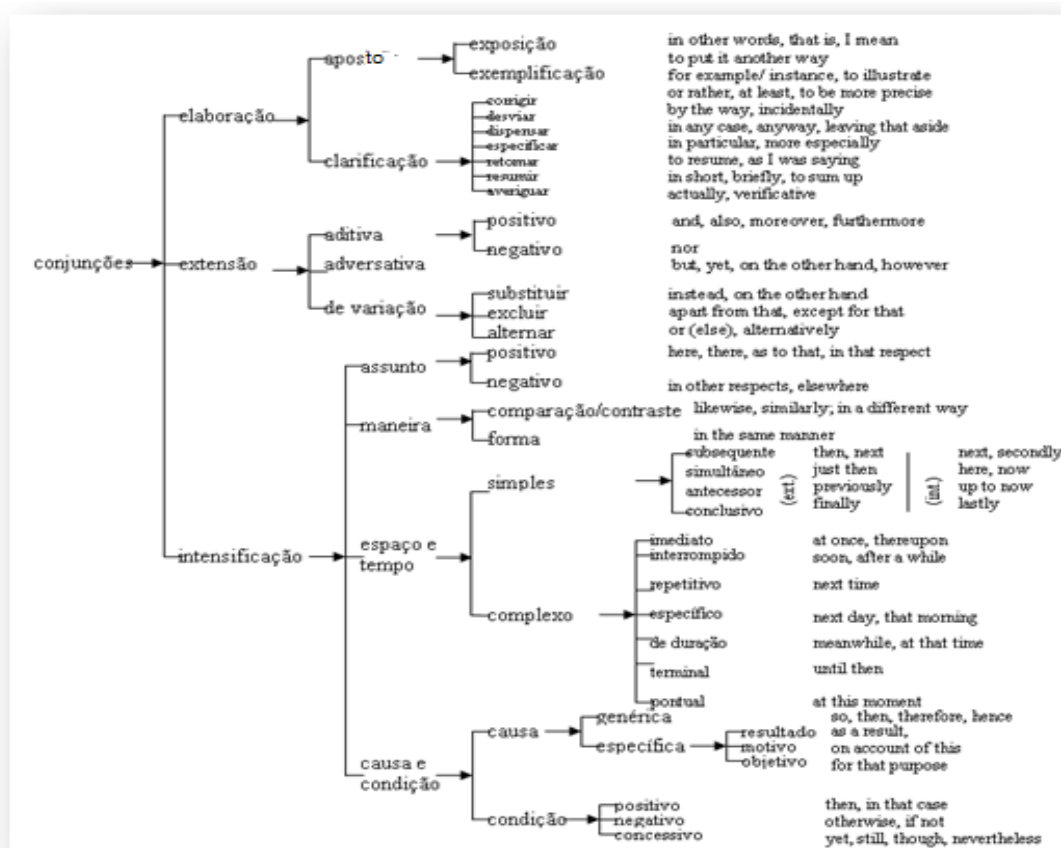 exposição in other words, that is, I mean
aposto to put it another way
exemplificação for example/ instance, to illustrate
corrigir or rather, at least, to be more precise
elaboração desviar by the way, incidentally
dispensar in any case, anyway, leaving that aside
especificar in particular, more especially
clarificação retomar to resume, as I was saying
resumir in short, briefly, to sum up
averiguar actually, verificative
positivo and, also, moreover, furthermore
aditiva
negativo nor
conjunções extensão adversativa but, yet, on the other hand, however
substituir instead, on the other hand
de variação excluir apart from that, except for that
alternar or (else), alternatively
positivo here, there, as to that, in that respect
assunto
negativo in other respects, elsewhere
comparação/contraste likewise, similarly; in a different way
maneira
forma in the same manner
subsequente then, next next, secondly
simples simultâneo (ext.) just then (int.) here, now
antecessor previously up to now
conclusivo finally lastly
imediato at once, thereupon
intensificação espaço e tempo interrompido soon, after a while
repetitivo next time
complexo específico next day, that morning
de duração meanwhile, at that time
terminal until then
pontual at this moment
genérica so, then, therefore, hence
causa resultado as a result,
específica motivo on account of this
causa e condição objetivo for that purpose
positivo then, in that case
condição negativo otherwise, if not
concessivo yet, still, though, nevertheless